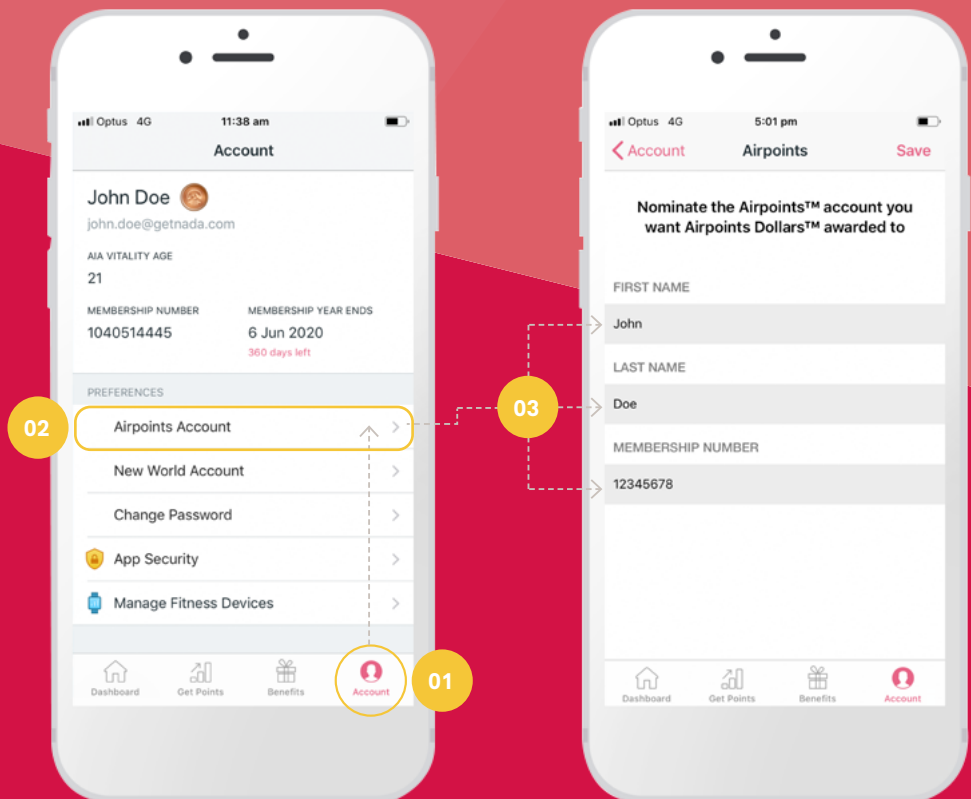 Optus 4G 11:38 am
Account
John Doe
john.doe@getnada.com
AIA VITALITY AGE
21
MEMBERSHIP NUMBER MEMBERSHIP YEAR ENDS
1040514445 6 Jun 2020
360 days left
PREFERENCES
02
Airpoints Account
New World Account
Change Password
App Security
Manage Fitness Devices
Dashboard Get Points Benefits Account
01
Optus 4G 5:01 pm
Account Airpoints Save
Nominate the Airpoints™ account you
want Airpoints Dollars™ awarded to
FIRST NAME
John
LAST NAME
03
Doe
MEMBERSHIP NUMBER
12345678
Dashboard Get Points Benefits Account